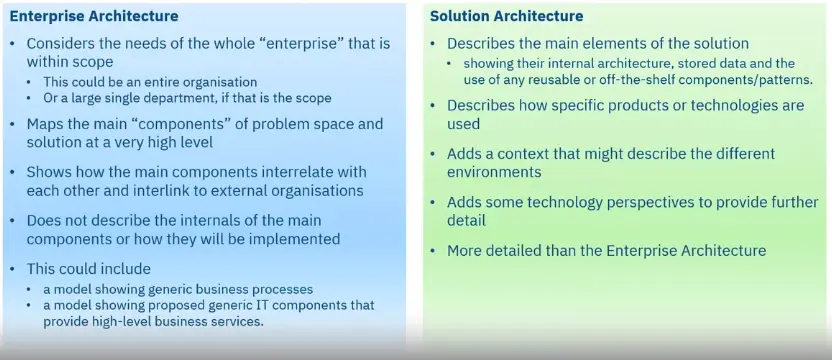 Enterprise Architecture
• Considers the needs of the whole “enterprise” that is
within scope
• This could be an entire organisation
• Or a large single department, if that is the scope
• Maps the main “components” of problem space and
solution at a very high level
• Shows how the main components interrelate with
each other and interlink to external organisations
• Does not describe the internals of the main
components or how they will be implemented
• This could include
• a model showing generic business processes
• a model showing proposed generic IT components that
provide high-level business services.
Solution Architecture
• Describes the main elements of the solution
• showing their internal architecture, stored data and the
use of any reusable or off-the-shelf components/patterns.
• Describes how specific products or technologies are
used
• Adds a context that might describe the different
environments
• Adds some technology perspectives to provide further
detail
• More detailed than the Enterprise Architecture